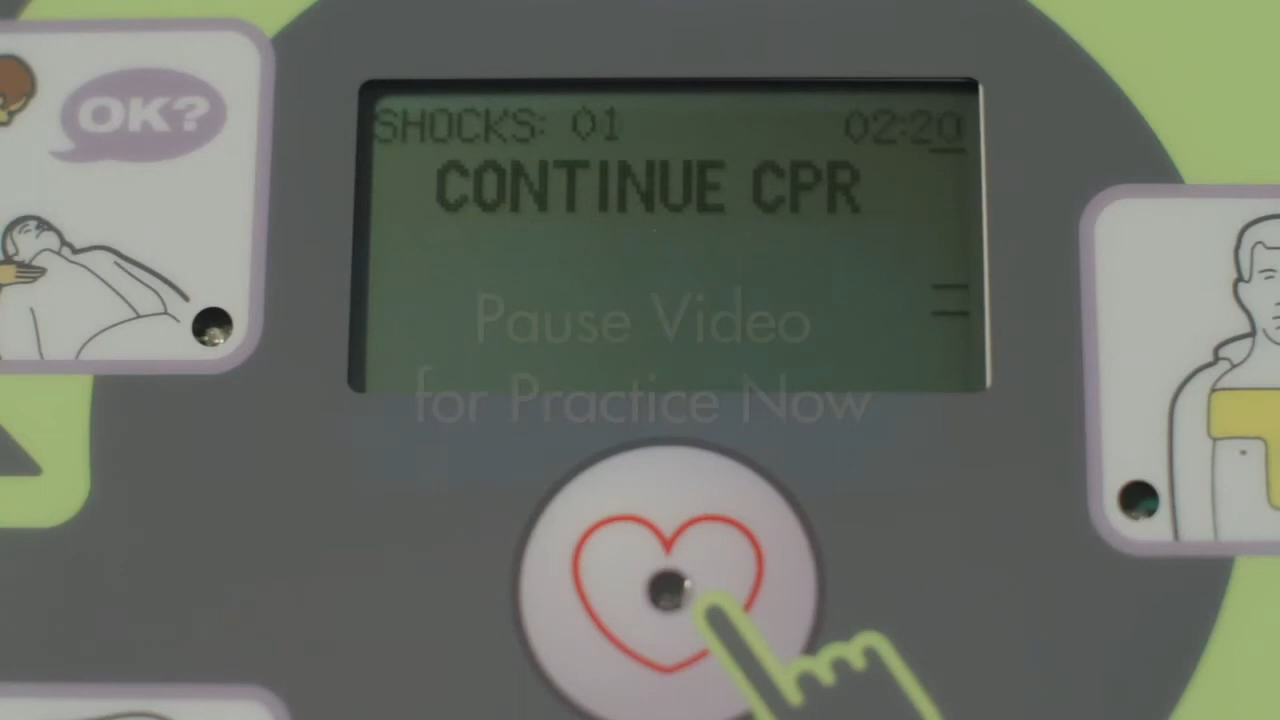 OK?
SHOCKS: 01 02:20
CONTINUE CPR
Pause Video
for Practice Now